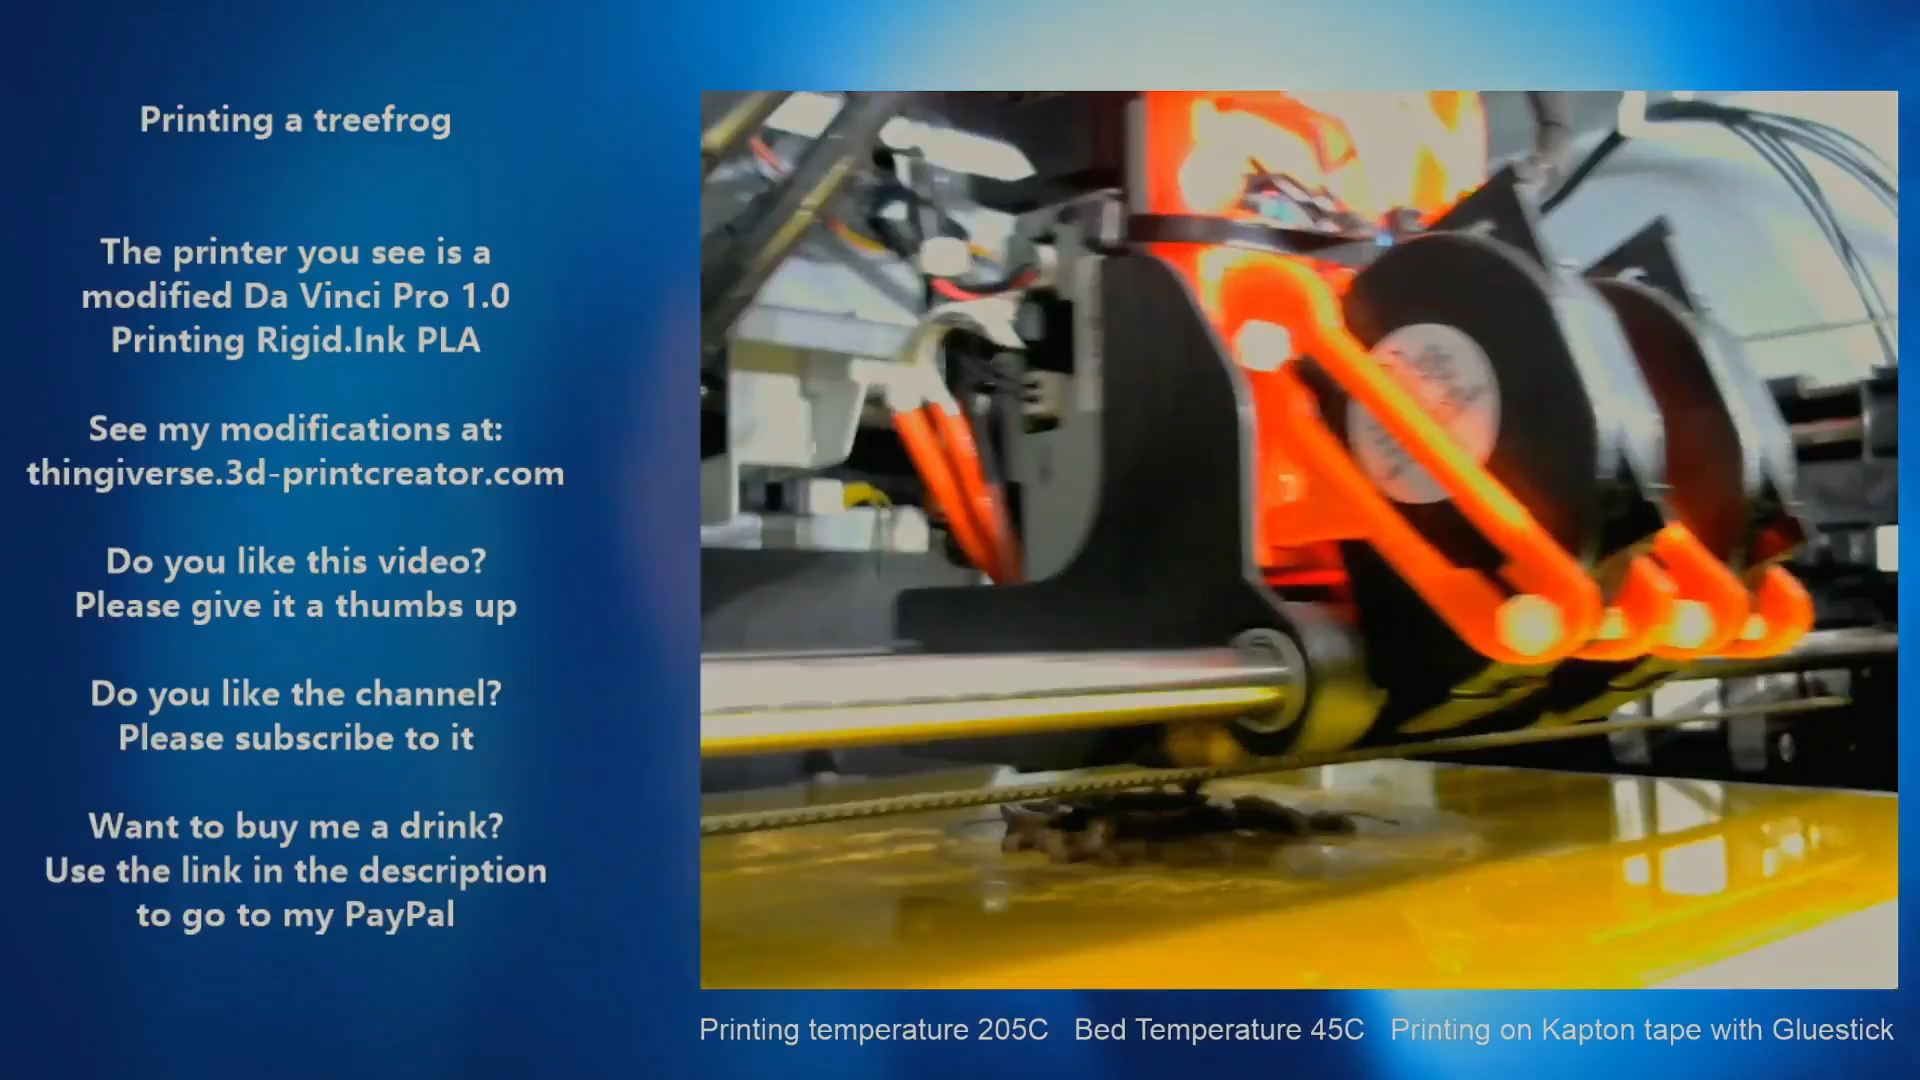 Printing a treefrog
The printer you see is a
modified Da Vinci Pro 1.0
Printing Rigid.Ink PLA
See my modifications at:
thingiverse.3d-printcreator.com
Do you like this video?
Please give it a thumbs up
Do you like the channel?
Please subscribe to it
Want to buy me a drink?
Use the link in the description
to go to my PayPal
Printing temperature 205C Bed Temperature 45C Printing on Kapton tape with Gluestick